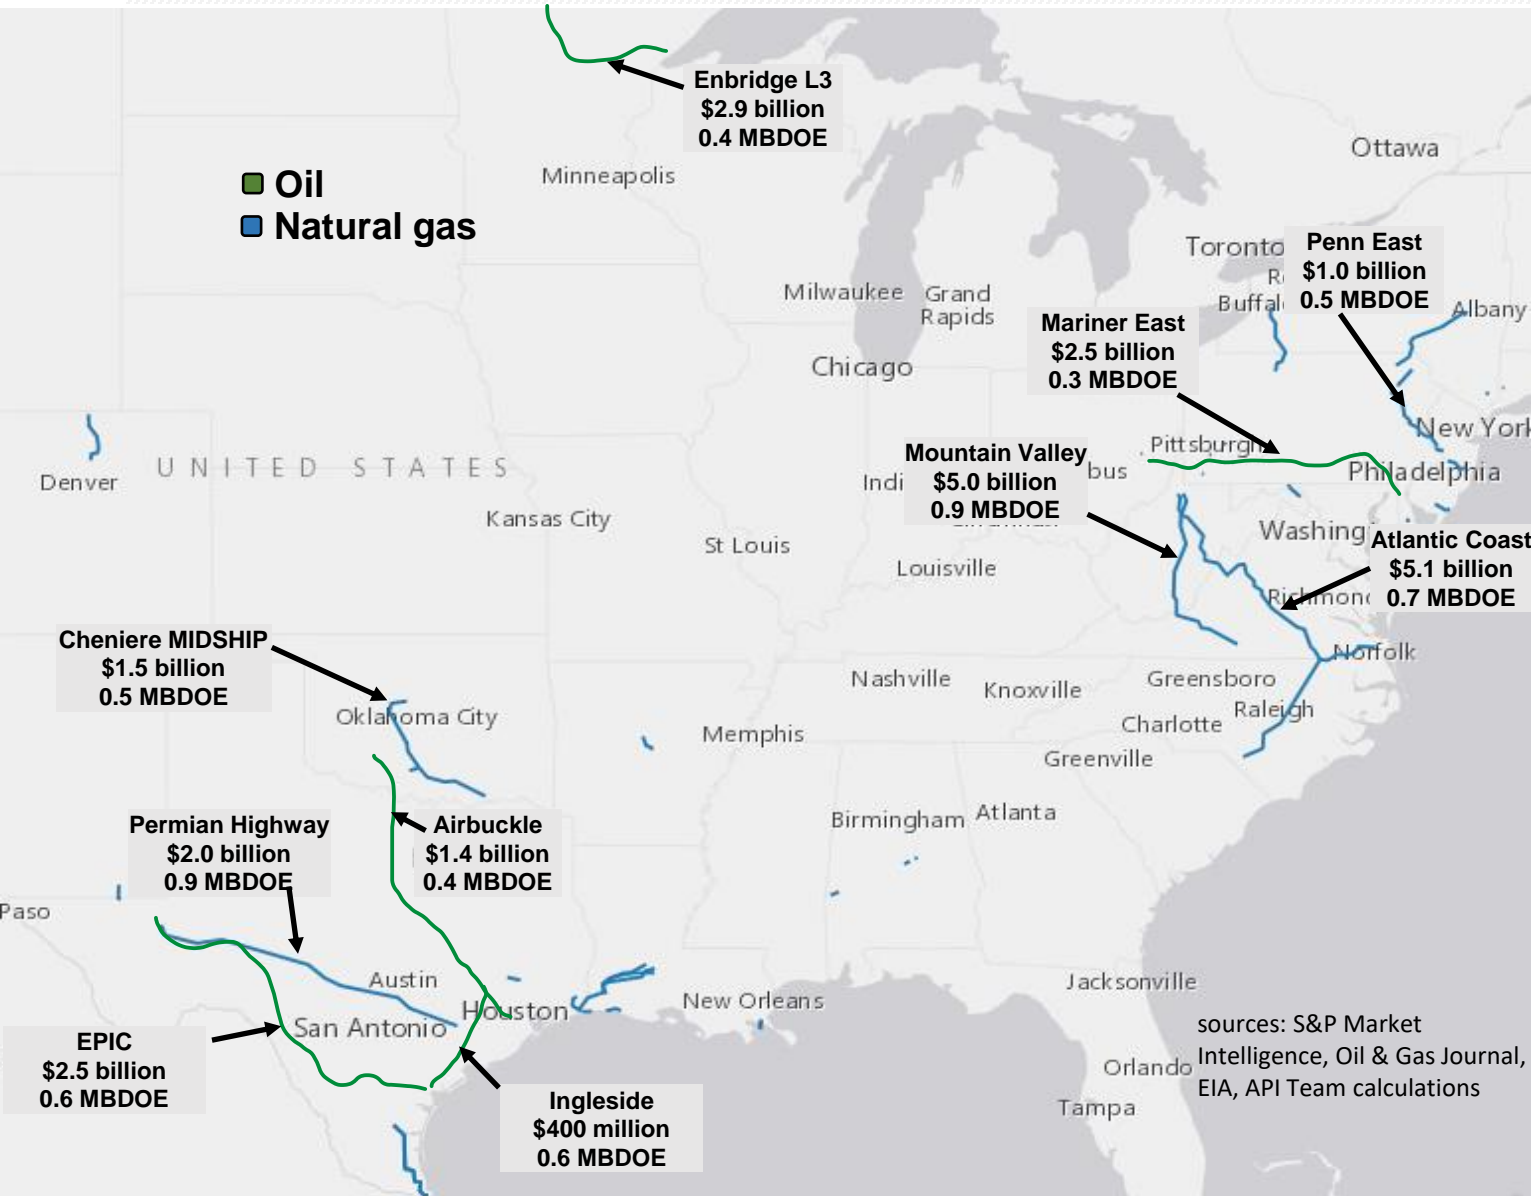 Enbridge L3
$2.9 billion
0.4 MBDOE
Ottawa
Minneapolis
Oil
Natural gas
Toronto
Penn East
$1.0 billion
0.5 MBDOE
Milwaukee
Grand
Rapids
Albany
Mariner East
$2.5 billion
0.3 MBDOE
Chicago
New York
Pittsburgh
Mountain Valley
$5.0 billion
0.9 MBDOE
bus
Indi
Philadelphia
UNITED STATES
Denver
Kansas City
St Louis
Washing
Atlantic Coast
$5.1 billion
0.7 MBDOE
Louisville
Richmond
Norfolk
Cheniere MIDSHIP
$1.5 billion
0.5 MBDOE
Nashville
Knoxville
Greensboro
Oklahoma City
Raleigh
Charlotte
Memphis
Greenville
Permian Highway
$2.0 billion
0.9 MBDOE
Airbuckle
$1.4 billion
0.4 MBDOE
Birmingham
Atlanta
Paso
Austin
Jacksonville
Houston
New Orleans
San Antonio
EPIC
$2.5 billion
0.6 MBDOE
sources: S&P Market
Intelligence, Oil & Gas Journal,
EIA, API Team calculations
Orlando
Tampa
Ingleside
$400 million
0.6 MBDOE